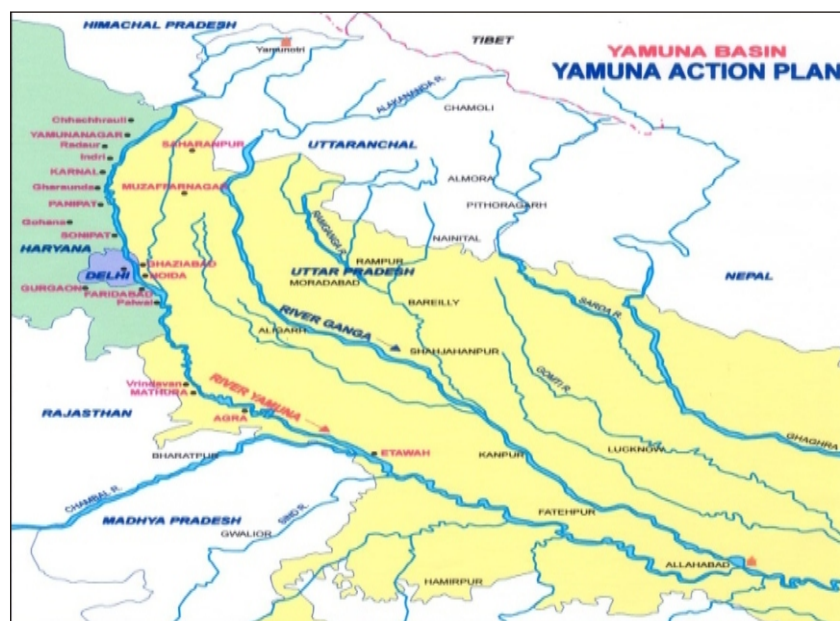 HIMACHAL PRADESH
Yamunotri
TIBET
YAMUNA BASIN
YAMUNA ACTION PLAN
ALAKANANDA R.
CHAMOLI
Chhachhrauli
YAMUNANAGAR
Radaur
SAHARANPUR
UTTARANCHAL
Indri
KARNAL
ALMORA
Gharaunda
MUZAFFARNAGAR
PANIPAT
PITHORAGARH
Gohana
RAMGANGA R.
SONIPAT
NAINITAL
HARYANA
GHAZIABAD
RAMPUR
DELHI
NOIDA
UTTAR PRADESH
NEPAL
GURGAON
FARIDABAD
MORADABAD
Palwal
BAREILLY
SARDA R.
RIVER GANGA
ALIGARH
SHAHJAHANPUR
GOMTI R.
Vrindavan
MATHURA
RIVER YAMUNA
RAJASTHAN
AGRA
GHAGHRA
BHARATPUR
ETAWAH
KANPUR
LUCKNOW
CHAMBAL R.
SIND R.
MADHYA PRADESH
FATEHPUR
GWALIOR
ALLAHABAD
HAMIRPUR